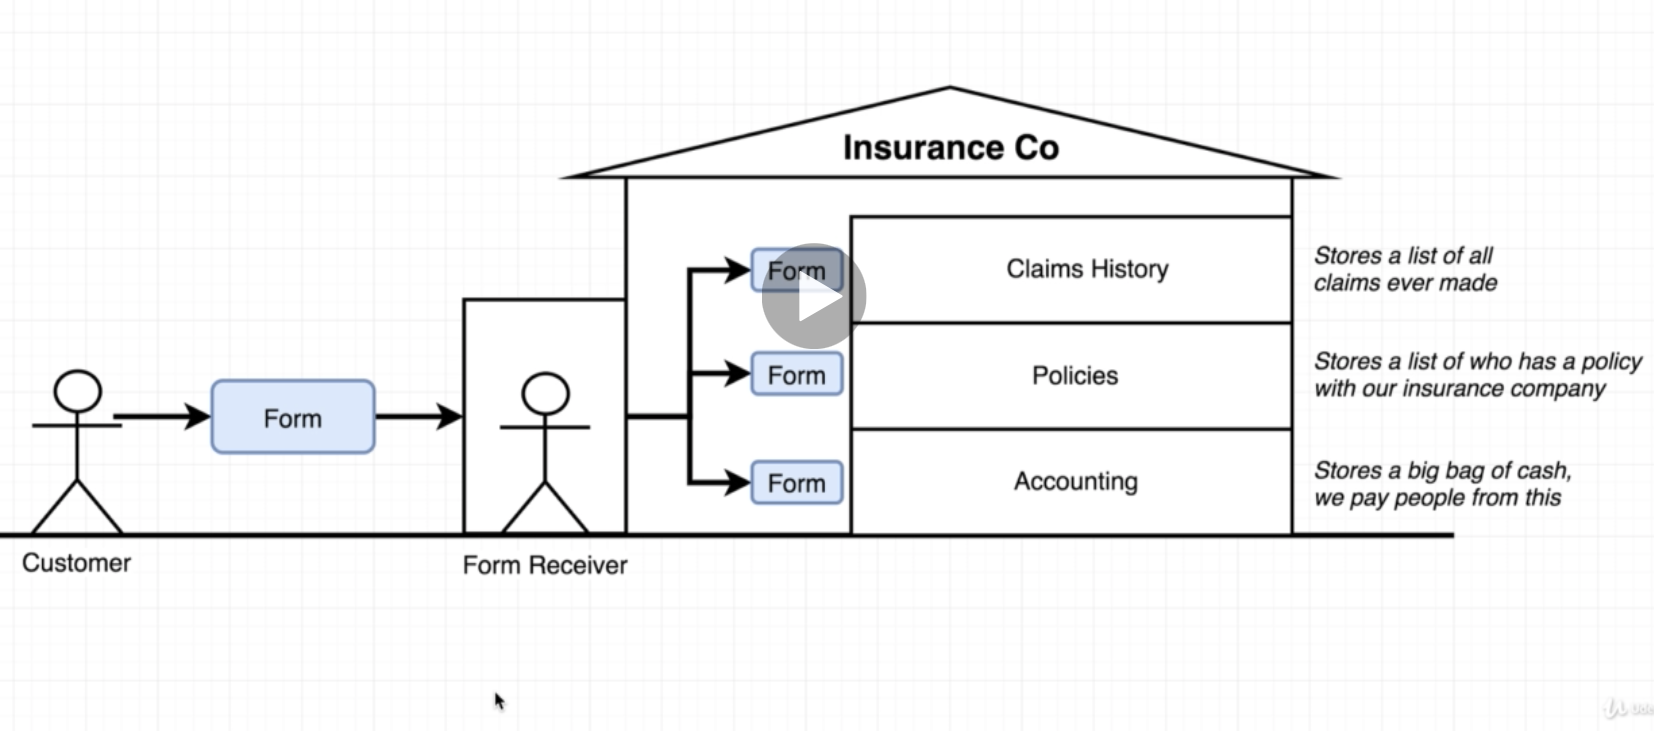 Insurance Co
Form
Claims History
Stores a list of all
claims ever made
Form
Policies
Stores a list of who has a policy
with our insurance company
Form
Form
Accounting
Stores a big bag of cash,
we pay people from this
Customer
Form Receiver